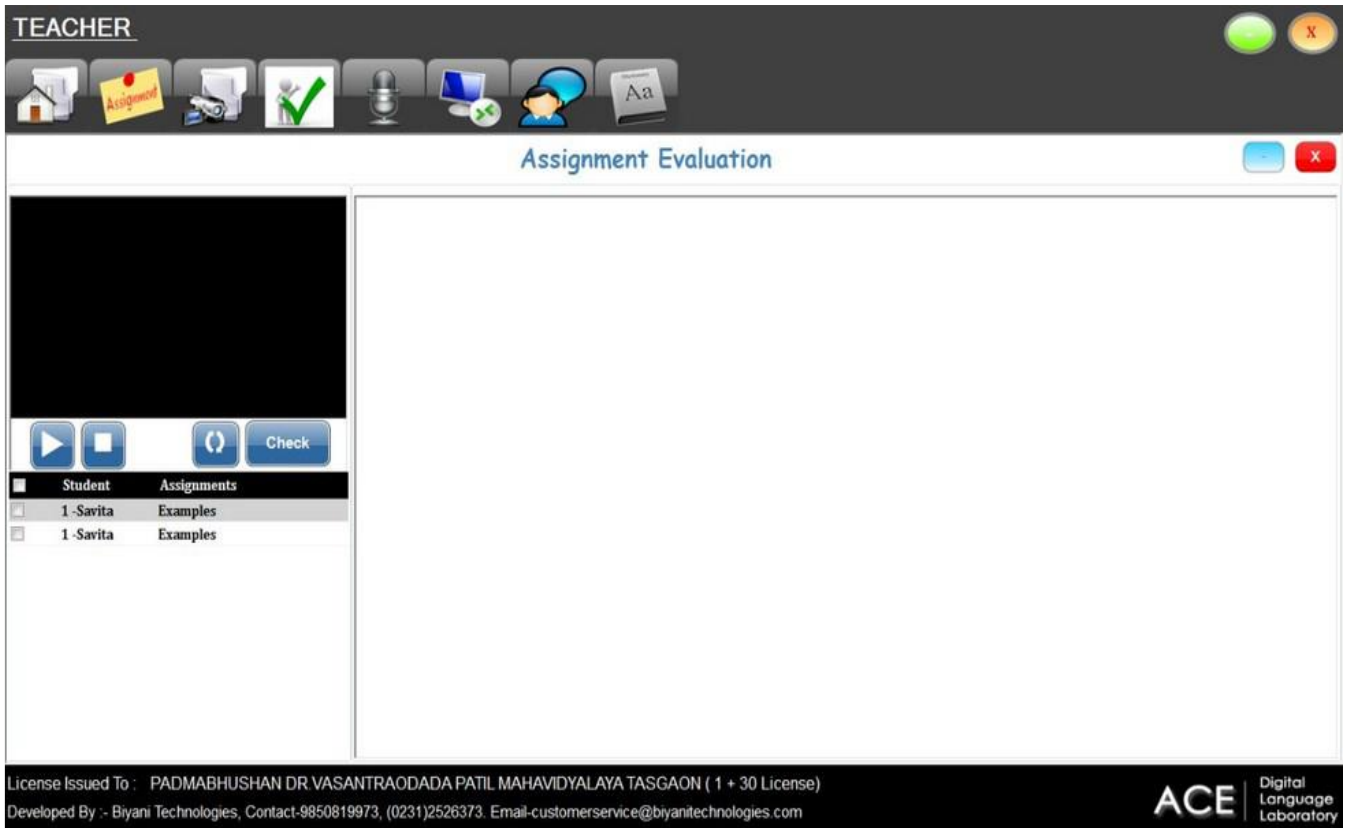 TEACHER
X
Assignment
Aa
Assignment Evaluation
- X
Check
Student Assignments
1 -Savita Examples
1 -Savita Examples
License Issued To : PADMABHUSHAN DR.VASANTRAODADA PATIL MAHAVIDYALAYA TASGAON ( 1 + 30 License)
Developed By :- Biyani Technologies, Contact-9850819973, (0231)2526373. Email-customerservice@biyanitechnologies.com
ACE
Digital
Language
Laboratory